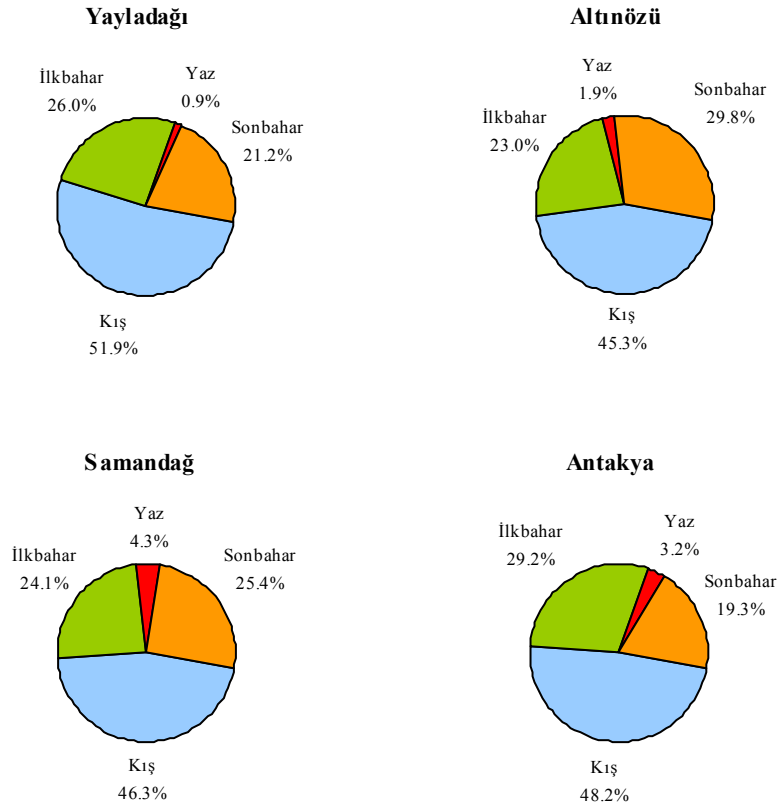 Yayladağı
İlkbahar
26.0%
Yaz
0.9%
Sonbahar
21.2%
Kış
51.9%
Altınözü
İlkbahar
23.0%
Yaz
1.9%
Sonbahar
29.8%
Kış
45.3%
Samandağ
İlkbahar
24.1%
Yaz
4.3%
Sonbahar
25.4%
Kış
46.3%
Antakya
İlkbahar
29.2%
Yaz
3.2%
Sonbahar
19.3%
Kış
48.2%